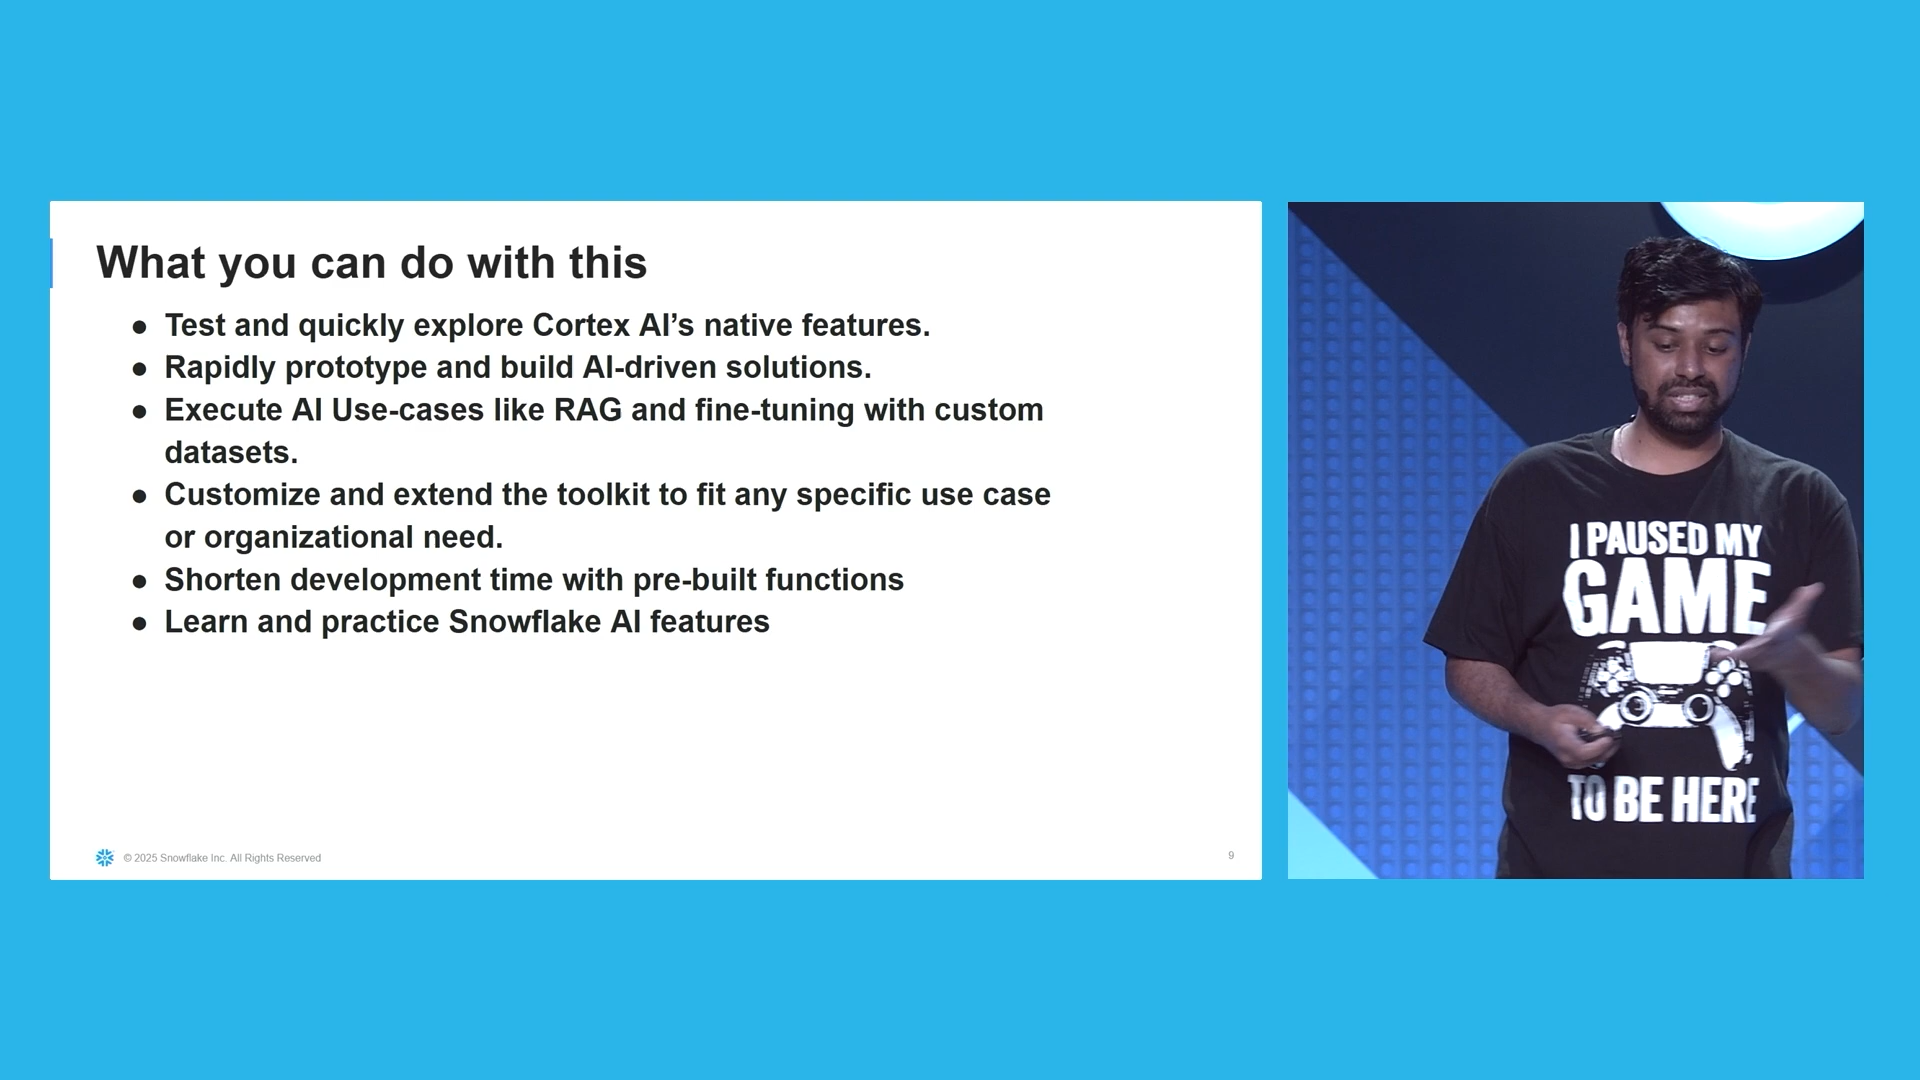 What you can do with this
● Test and quickly explore Cortex AI’s native features.
● Rapidly prototype and build AI-driven solutions.
● Execute AI Use-cases like RAG and fine-tuning with custom
datasets.
● Customize and extend the toolkit to fit any specific use case
or organizational need.
● Shorten development time with pre-built functions
● Learn and practice Snowflake AI features
© 2025 Snowflake Inc. All Rights Reserved
9
I PAUSED MY
GAME
TO BE HERE